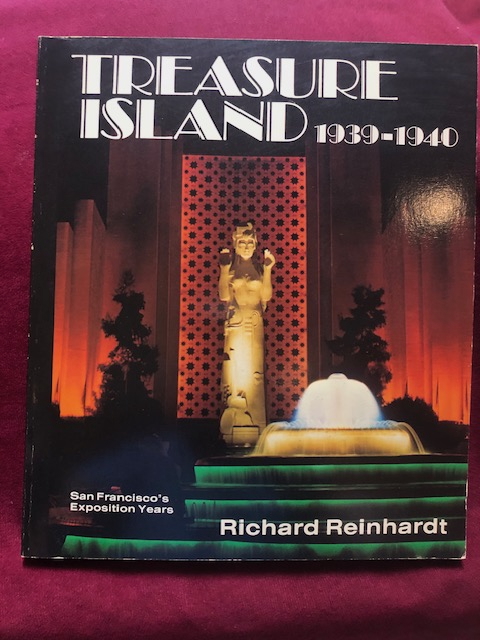 TREASURE
ISLAND 1939-1940
San Francisco's
Exposition Years
Richard Reinhardt